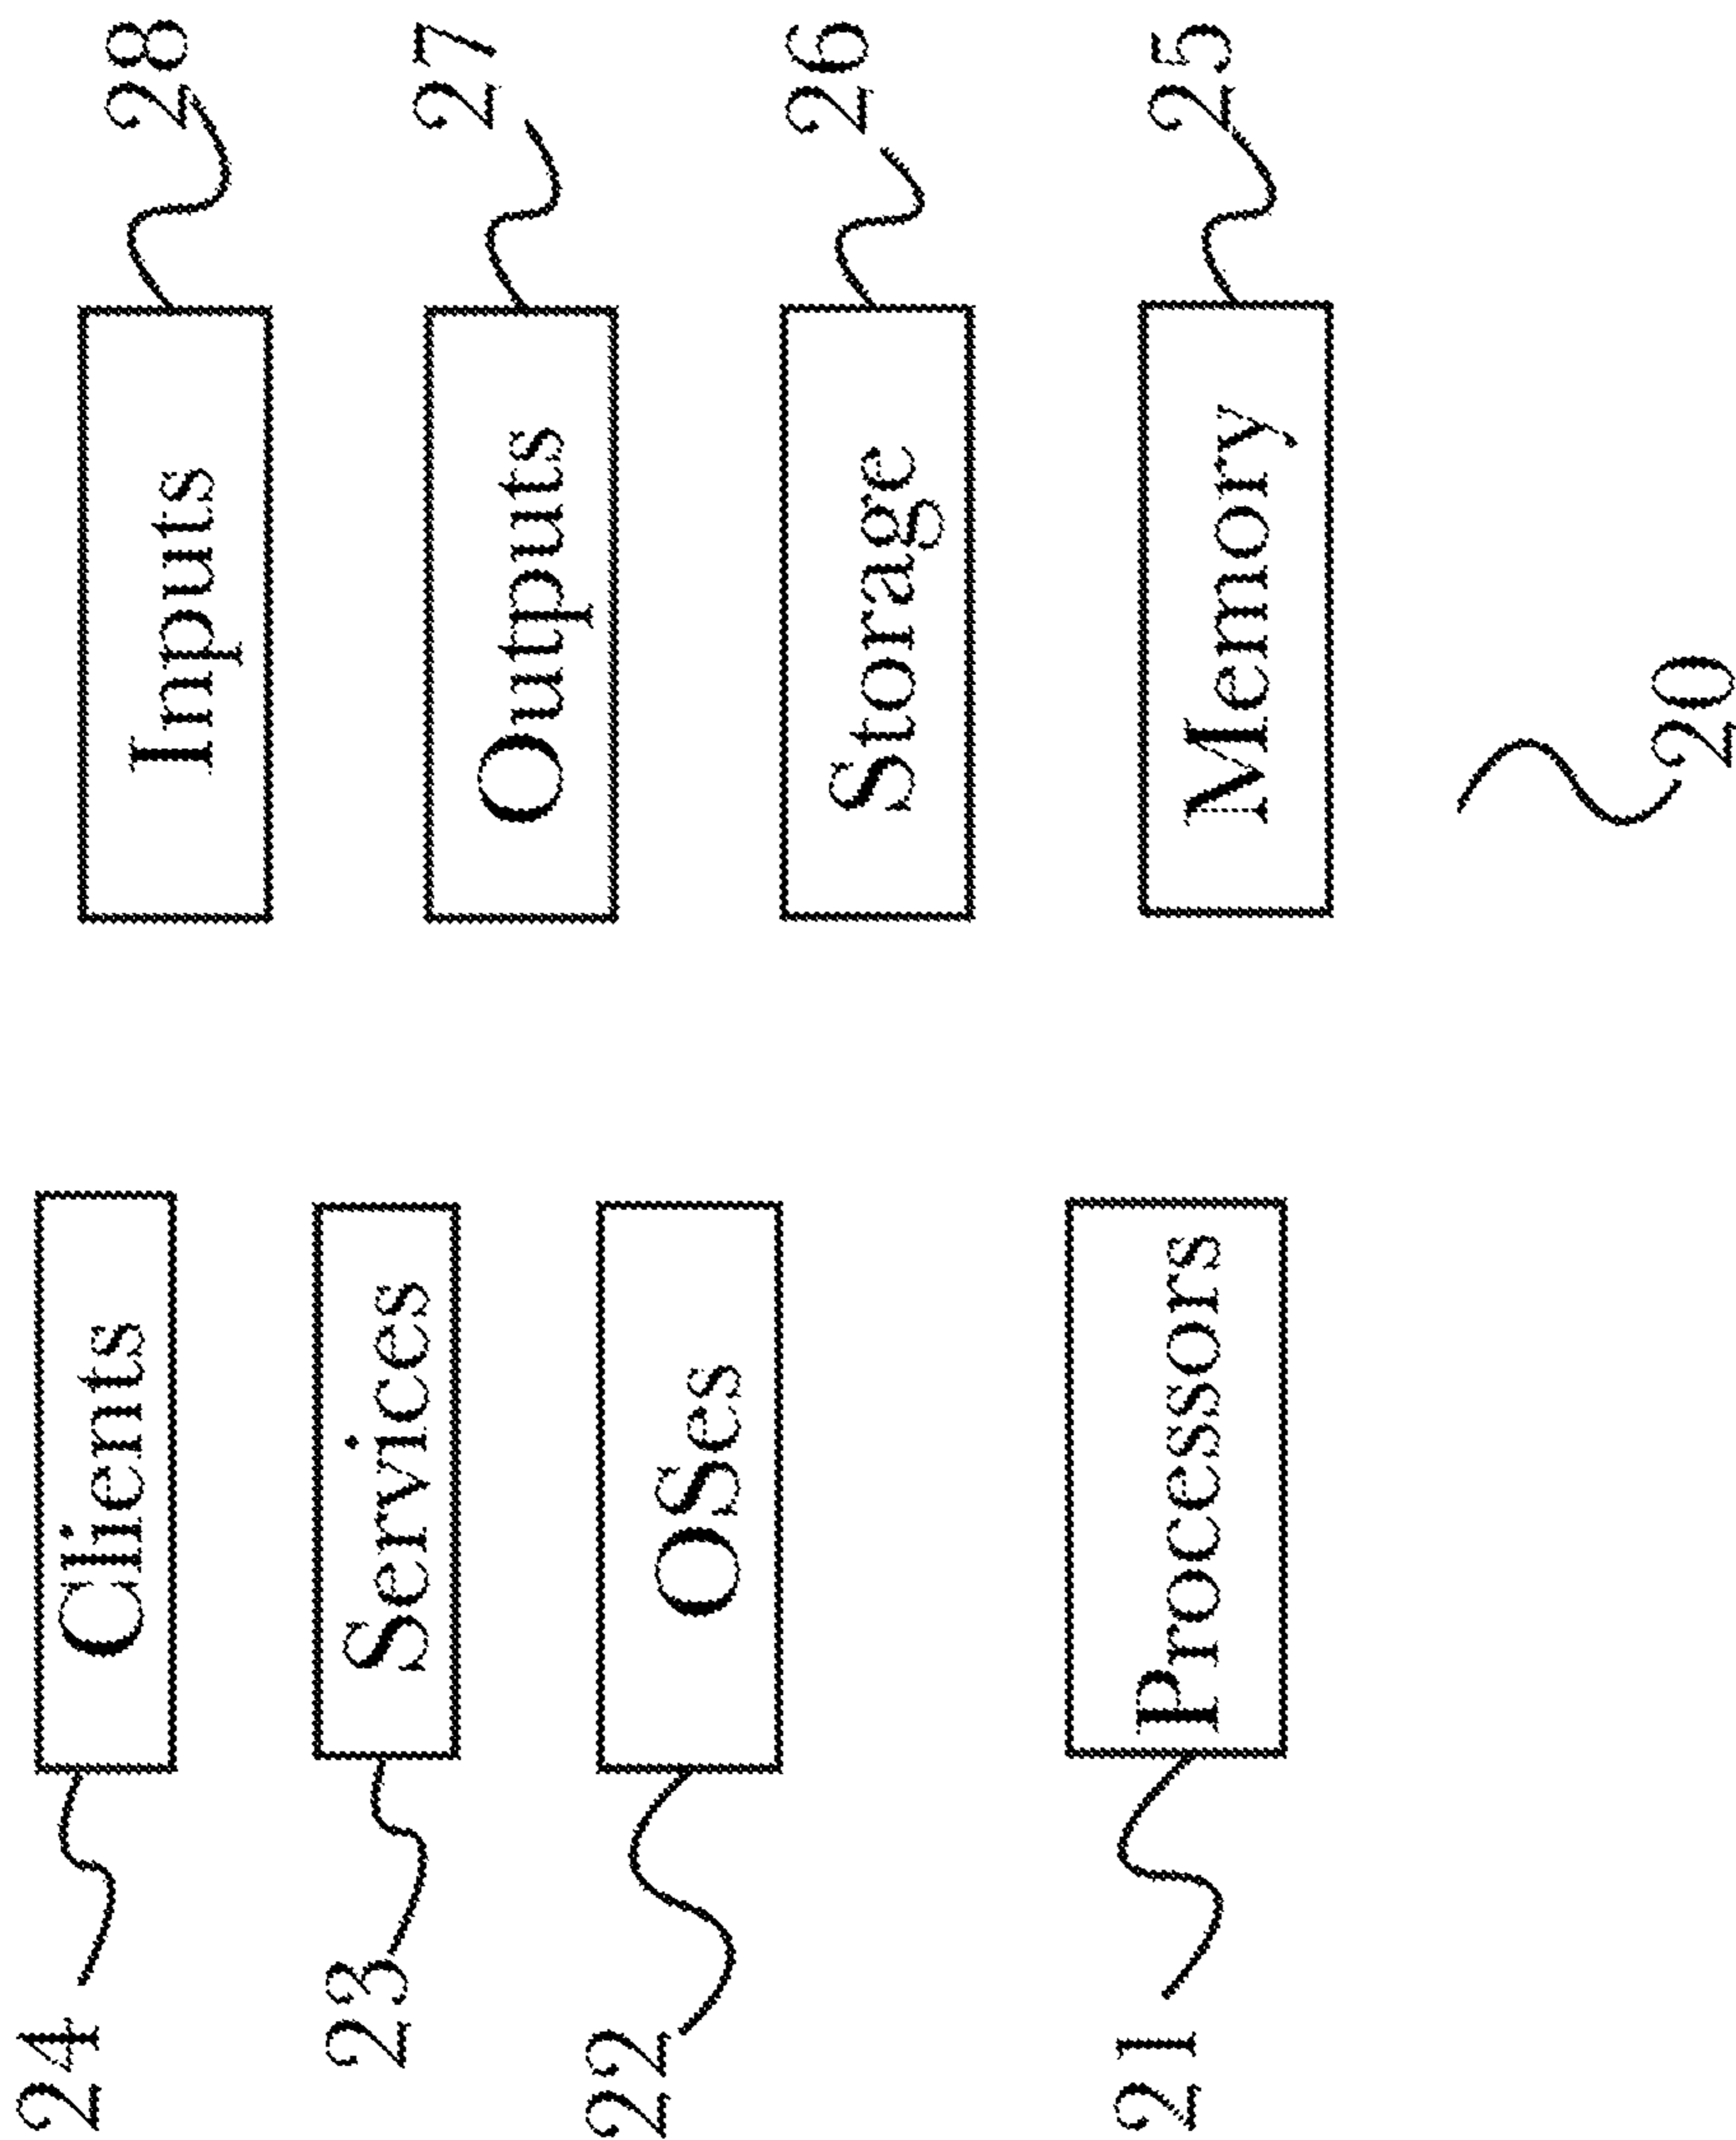 24 Clients Inputs 28
23 Services Outputs 27
22 OSes Storage 26
21 Processors Memory 25
20